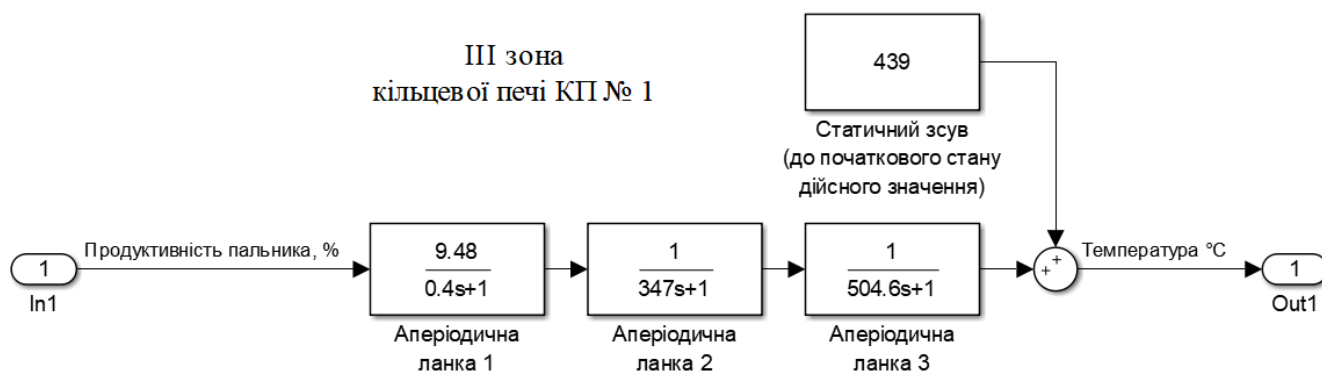 III зона
кільцевої печі КП № 1
439
Статичний зсув
(до початкового стану
дійсного значення)
1
In1
Продуктивність пальника, %
9.48
0.4s+1
Аперіодична
ланка 1
1
347s+1
Аперіодична
ланка 2
1
504.6s+1
Аперіодична
ланка 3
+
+
Температура °C
1
Out1